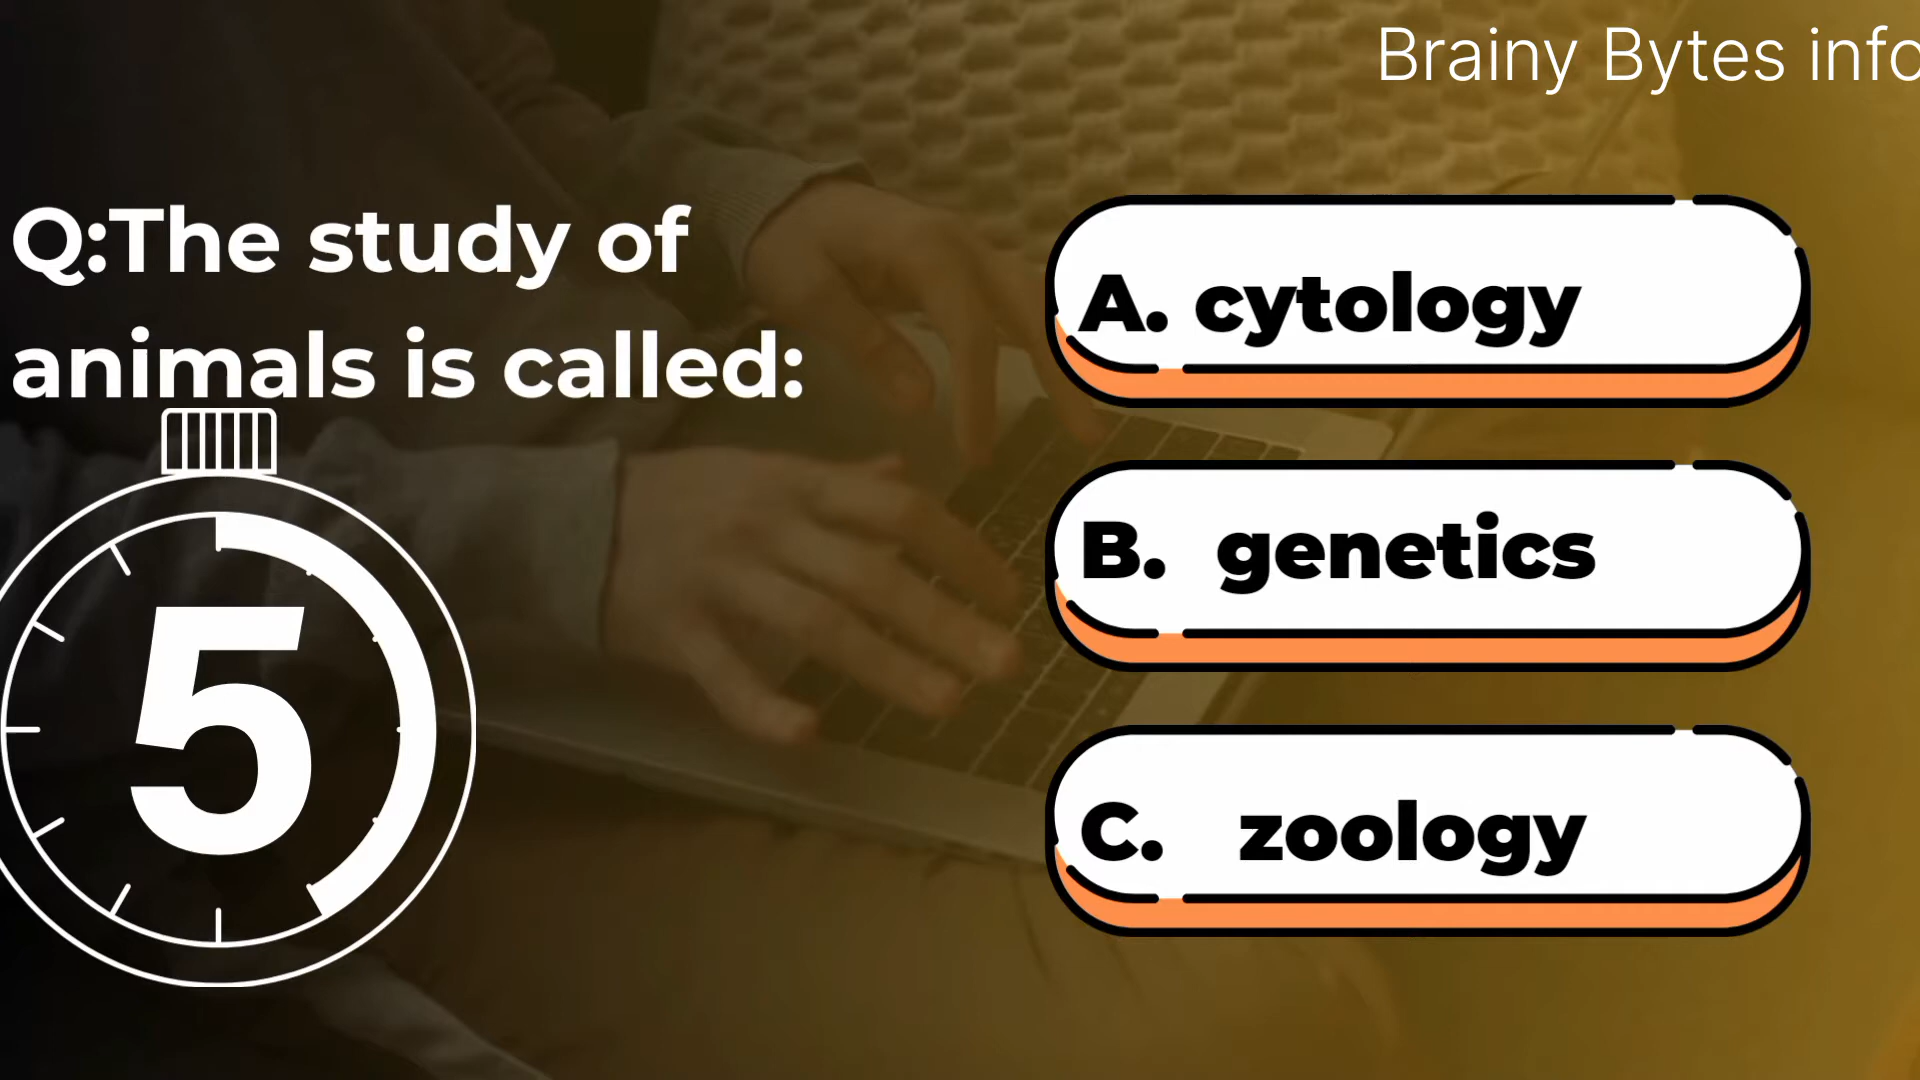 Brainy Bytes info
Q:The study of
animals is called:
5
A. cytology
B. genetics
C. zoology